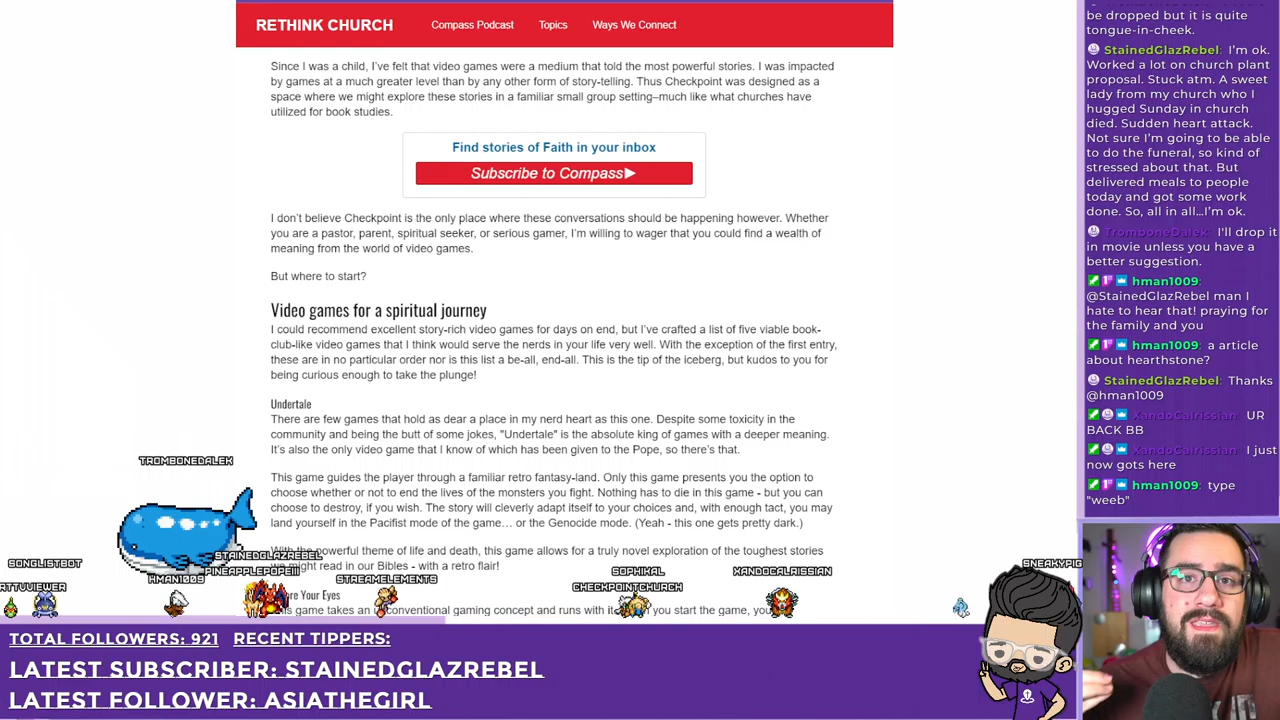 RETHINK CHURCH
Compass Podcast
Topics
Ways We Connect
Since I was a child, I've felt that video games were a medium that told the most powerful stories. I was impacted
by games at a much greater level than by any other form of story-telling. Thus Checkpoint was designed as a
space where we might explore these stories in a familiar small group setting–much like what churches have
utilized for book studies.
Find stories of Faith in your inbox
Subscribe to Compass
I don't believe Checkpoint is the only place where these conversations should be happening however. Whether
you are a pastor, parent, spiritual seeker, or serious gamer, I'm willing to wager that you could find a wealth of
meaning from the world of video games.
But where to start?
Video games for a spiritual journey
I could recommend excellent story-rich video games for days on end, but I've crafted a list of five viable book-
club-like video games that I think would serve the nerds in your life very well. With the exception of the first entry,
these are in no particular order nor is this list a be-all, end-all. This is the tip of the iceberg, but kudos to you for
being curious enough to take the plunge!
Undertale
There are few games that hold as dear a place in my nerd heart as this one. Despite some toxicity in the
community and being the butt of some jokes, "Undertale" is the absolute king of games with a deeper meaning.
It's also the only video game that I know of which has been given to the Pope, so there's that.
This game guides the player through a familiar retro fantasy-land. Only this game presents you the option to
choose whether or not to end the lives of the monsters you fight. Nothing has to die in this game - but you can
choose to destroy, if you wish. The story will cleverly adapt itself to your choices and, with enough tact, you may
land yourself in the Pacifist mode of the game… or the Genocide mode. (Yeah - this one gets pretty dark.)
With the powerful theme of life and death, this game allows for a truly novel exploration of the toughest stories
might read in our Bibles - with a retro flair!
Your Eyes
game takes an unconventional gaming concept and runs with it
you start the game, you
TROMBONEDALEK
SONGLISTBOT
ATTUVIEWER
HMAN1009
STAINEDGLAZREBEL
PINEAPPLEPOPEIII
STREAMELEMENTS
SOPHIKAL
CHECKPOINTCHURCH
XANDOCALRISSIAN
SNEAKYPIG
be dropped but it is quite
tongue-in-cheek.
StainedGlazRebel: I'm ok.
Worked a lot on church plant
proposal. Stuck atm. A sweet
lady from my church who I
hugged Sunday in church
died. Sudden heart attack.
Not sure I'm going to be able
to do the funeral, so kind of
stressed about that. But
delivered meals to people
today and got some work
done. So, all in all...I'm ok.
TromboneDalek: I'll drop it
in movie unless you have a
better suggestion.
hman1009:
@StainedGlazRebel man I
hate to hear that! praying for
the family and you
hman1009: a article
about hearthstone?
StainedGlazRebel: Thanks
@hman1009
XandoCalrissian: UR
BACK BB
XandoCalrissian: I just
now gots here
hman1009: type
"weeb"
TOTAL FOLLOWERS: 921
RECENT TIPPERS:
LATEST SUBSCRIBER: STAINEDGLAZREBEL
LATEST FOLLOWER: ASIATHEGIRL